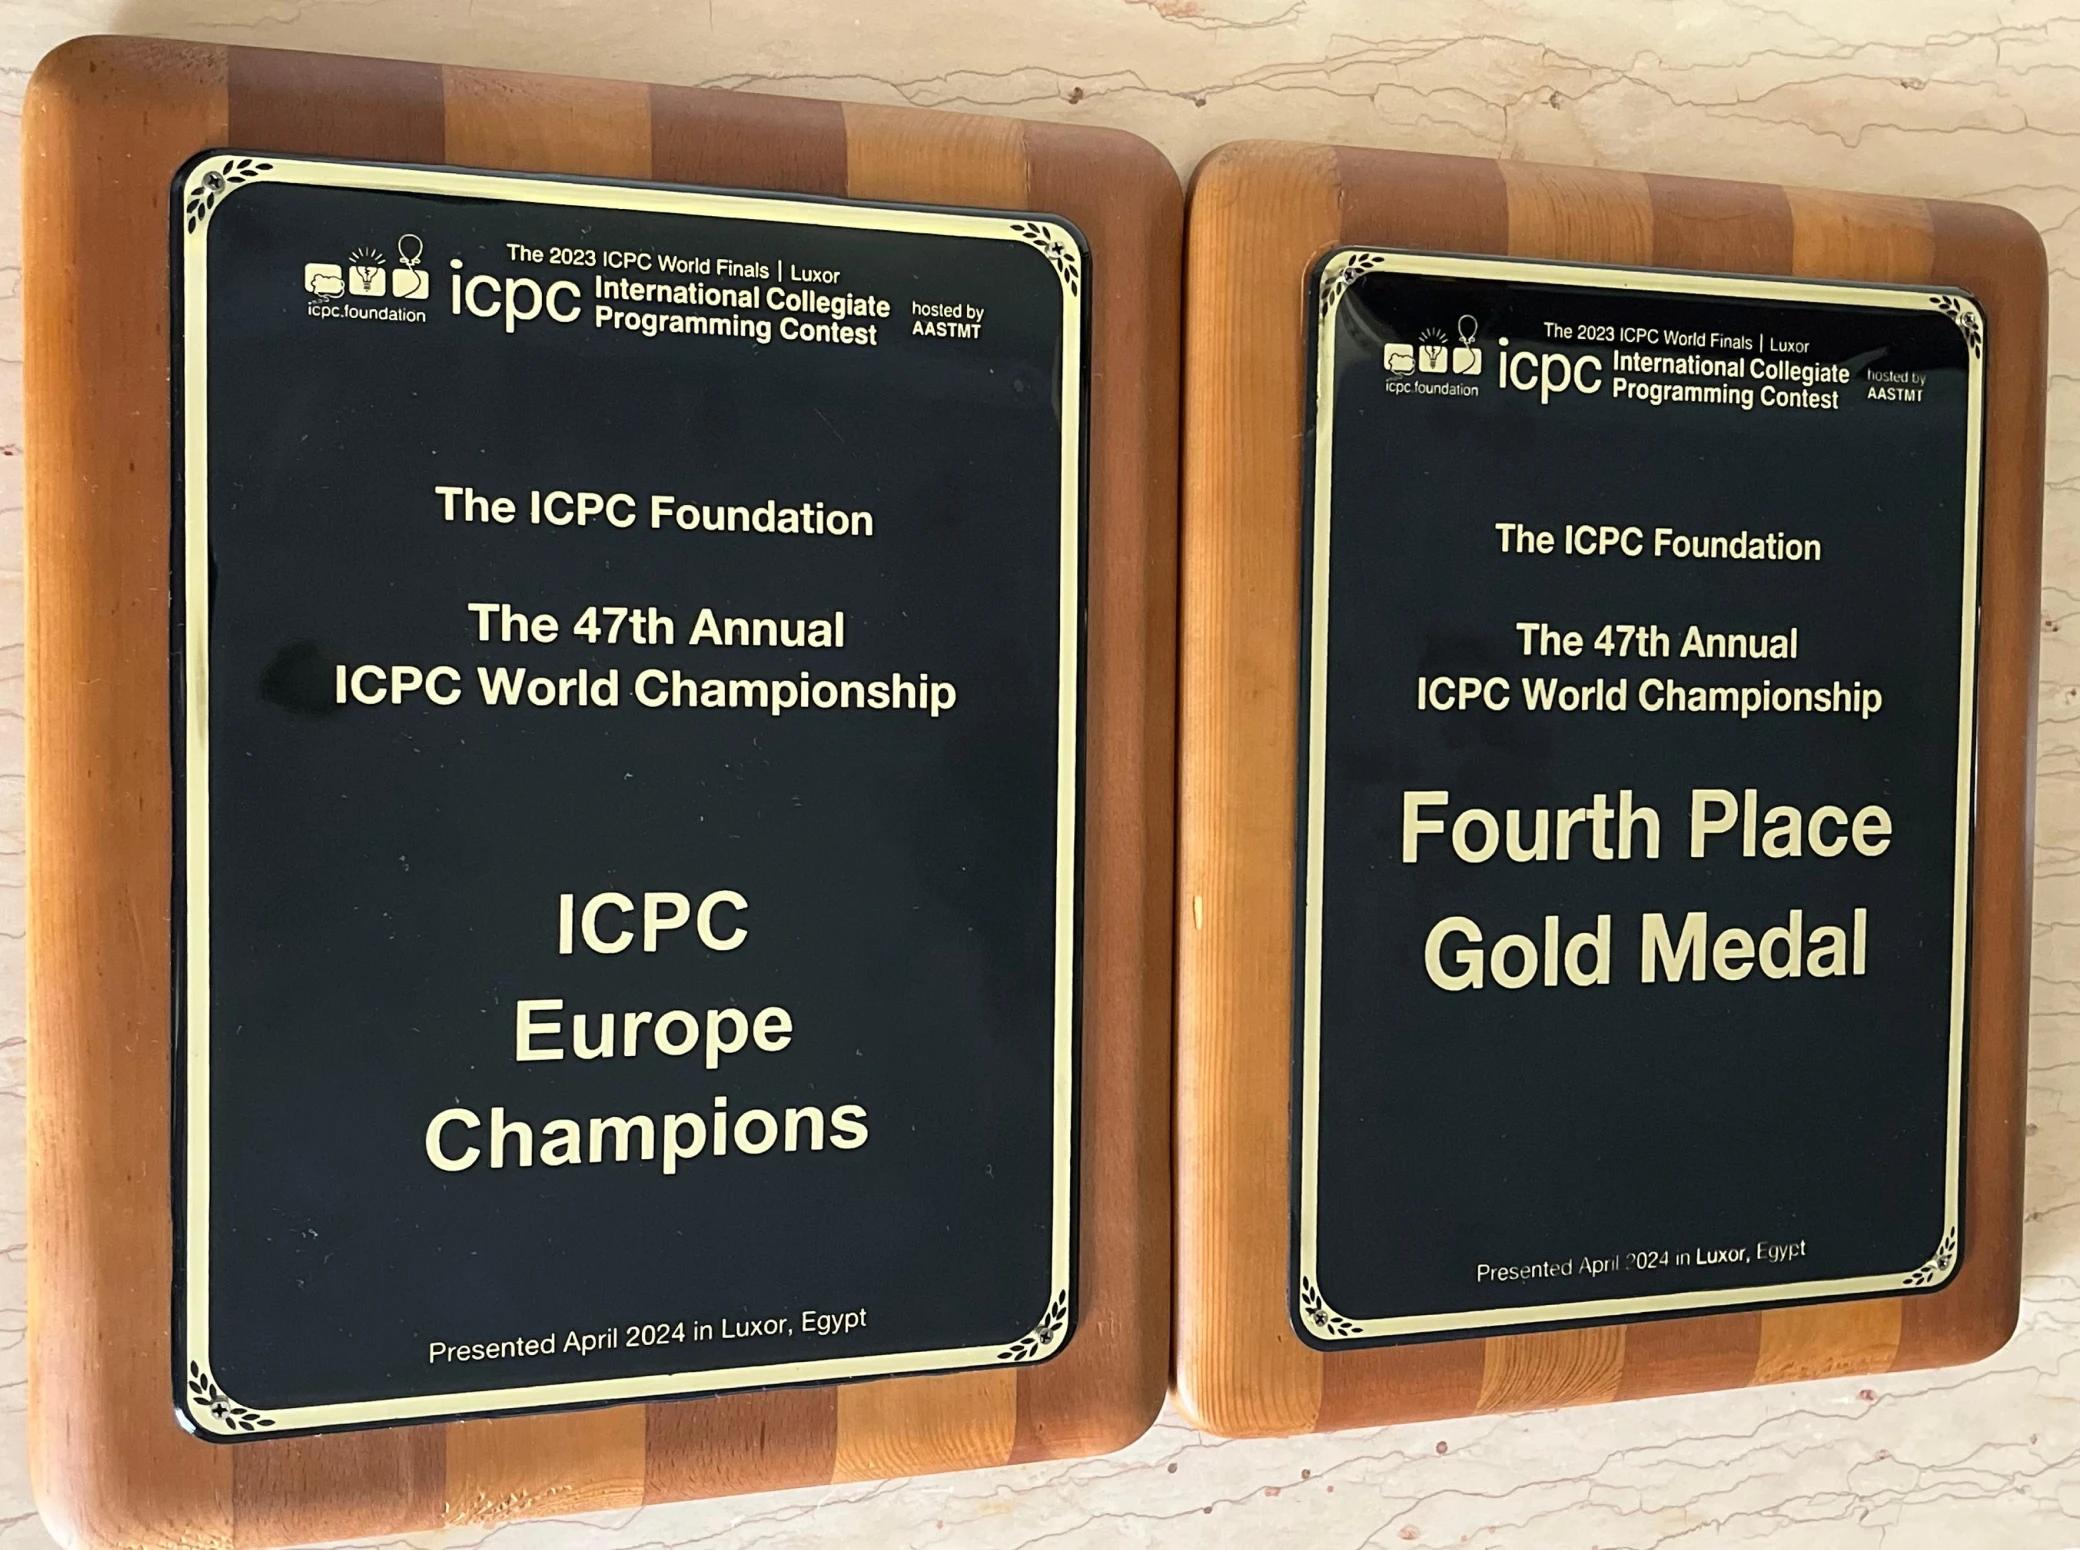 The 2023 ICPC World Finals | Luxor
icpc.foundation
icpc
International Collegiate
Programming Contest
hosted by
AASTMT
The ICPC Foundation
The 47th Annual
ICPC World Championship
ICPC
Europe
Champions
Presented April 2024 in Luxor, Egypt
The 2023 ICPC World Finals | Luxor
icpc.foundation
icpc
International Collegiate
Programming Contest
hosted by
AASTMT
The ICPC Foundation
The 47th Annual
ICPC World Championship
Fourth Place
Gold Medal
Presented April 2024 in Luxor, Egypt